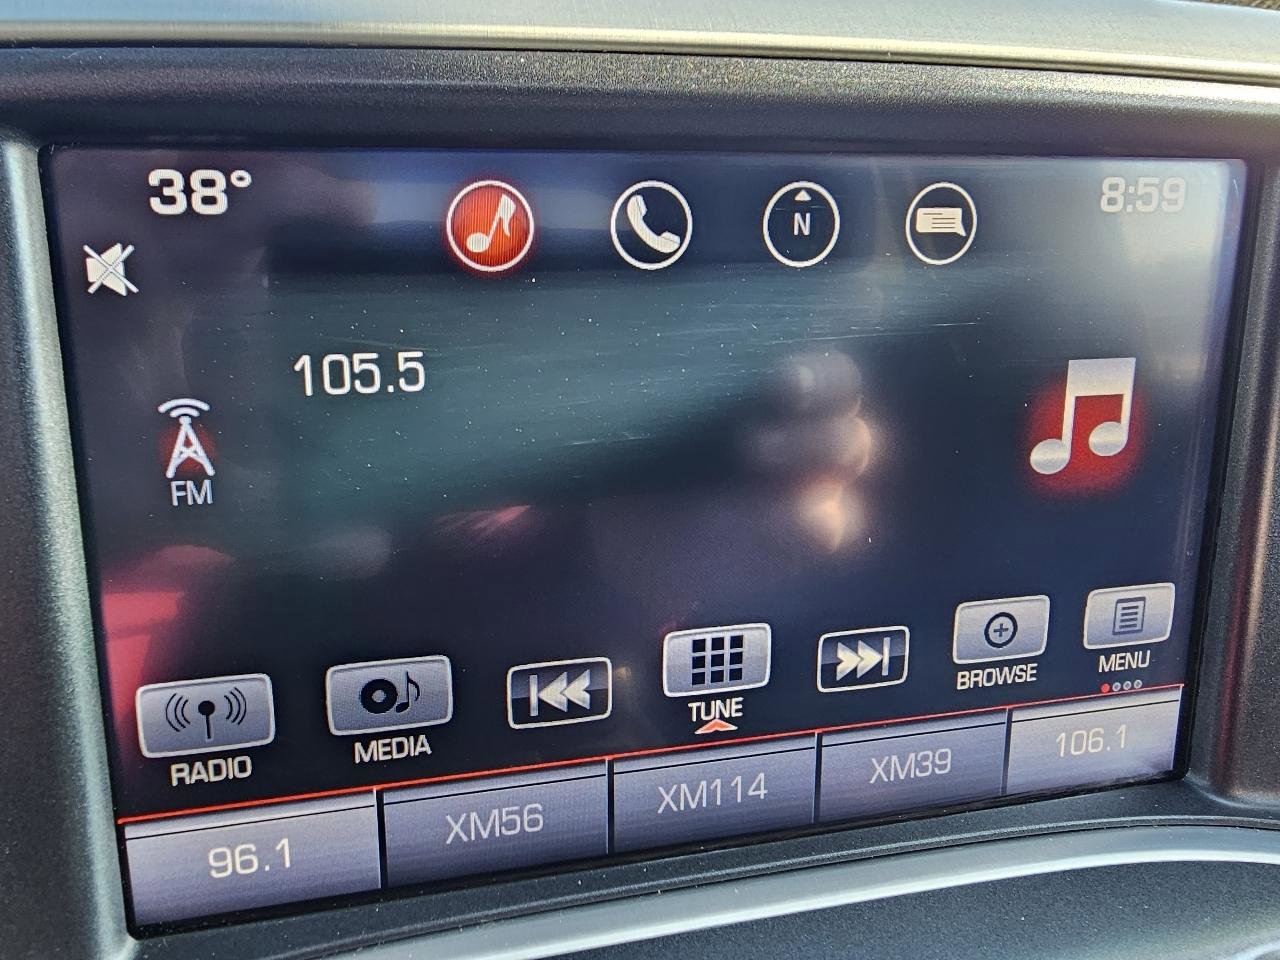 38°
8:59
N
105.5
FM
RADIO
MEDIA
TUNE
BROWSE
MENU
96.1
XM56
XM114
XM39
106.1